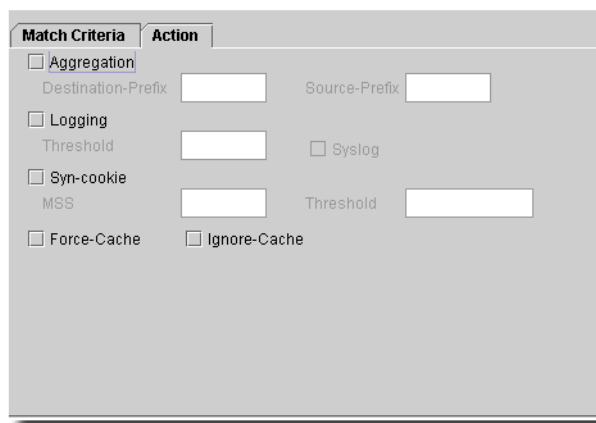 Match Criteria Action
Aggregation
Destination-Prefix Source-Prefix
Logging
Threshold Syslog
Syn-cookie
MSS Threshold
Force-Cache Ignore-Cache